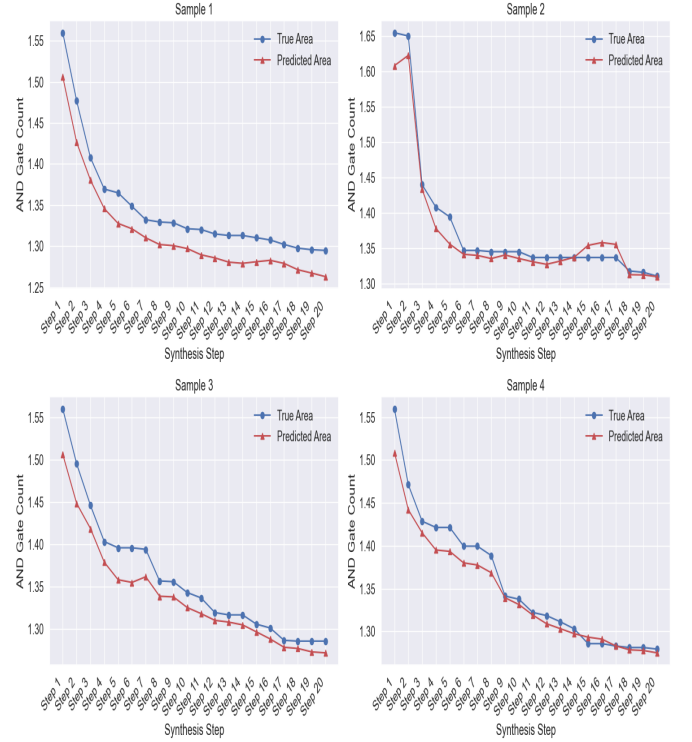 Sample 1
True Area
Predicted Area
AND Gate Count
1.55
1.50
1.45
1.40
1.35
1.30
1.25
Step 1
Step 2
Step 3
Step 4
Step 5
Step 6
Step 7
Step 8
Step 9
Step 10
Step 11
Step 12
Step 13
Step 14
Step 15
Step 16
Step 17
Step 18
Step 19
Step 20
Synthesis Step
Sample 2
True Area
Predicted Area
AND Gate Count
1.65
1.60
1.55
1.50
1.45
1.40
1.35
1.30
Step 1
Step 2
Step 3
Step 4
Step 5
Step 6
Step 7
Step 8
Step 9
Step 10
Step 11
Step 12
Step 13
Step 14
Step 15
Step 16
Step 17
Step 18
Step 19
Step 20
Synthesis Step
Sample 3
True Area
Predicted Area
AND Gate Count
1.55
1.50
1.45
1.40
1.35
1.30
Step 1
Step 2
Step 3
Step 4
Step 5
Step 6
Step 7
Step 8
Step 9
Step 10
Step 11
Step 12
Step 13
Step 14
Step 15
Step 16
Step 17
Step 18
Step 19
Step 20
Synthesis Step
Sample 4
True Area
Predicted Area
AND Gate Count
1.55
1.50
1.45
1.40
1.35
1.30
Step 1
Step 2
Step 3
Step 4
Step 5
Step 6
Step 7
Step 8
Step 9
Step 10
Step 11
Step 12
Step 13
Step 14
Step 15
Step 16
Step 17
Step 18
Step 19
Step 20
Synthesis Step